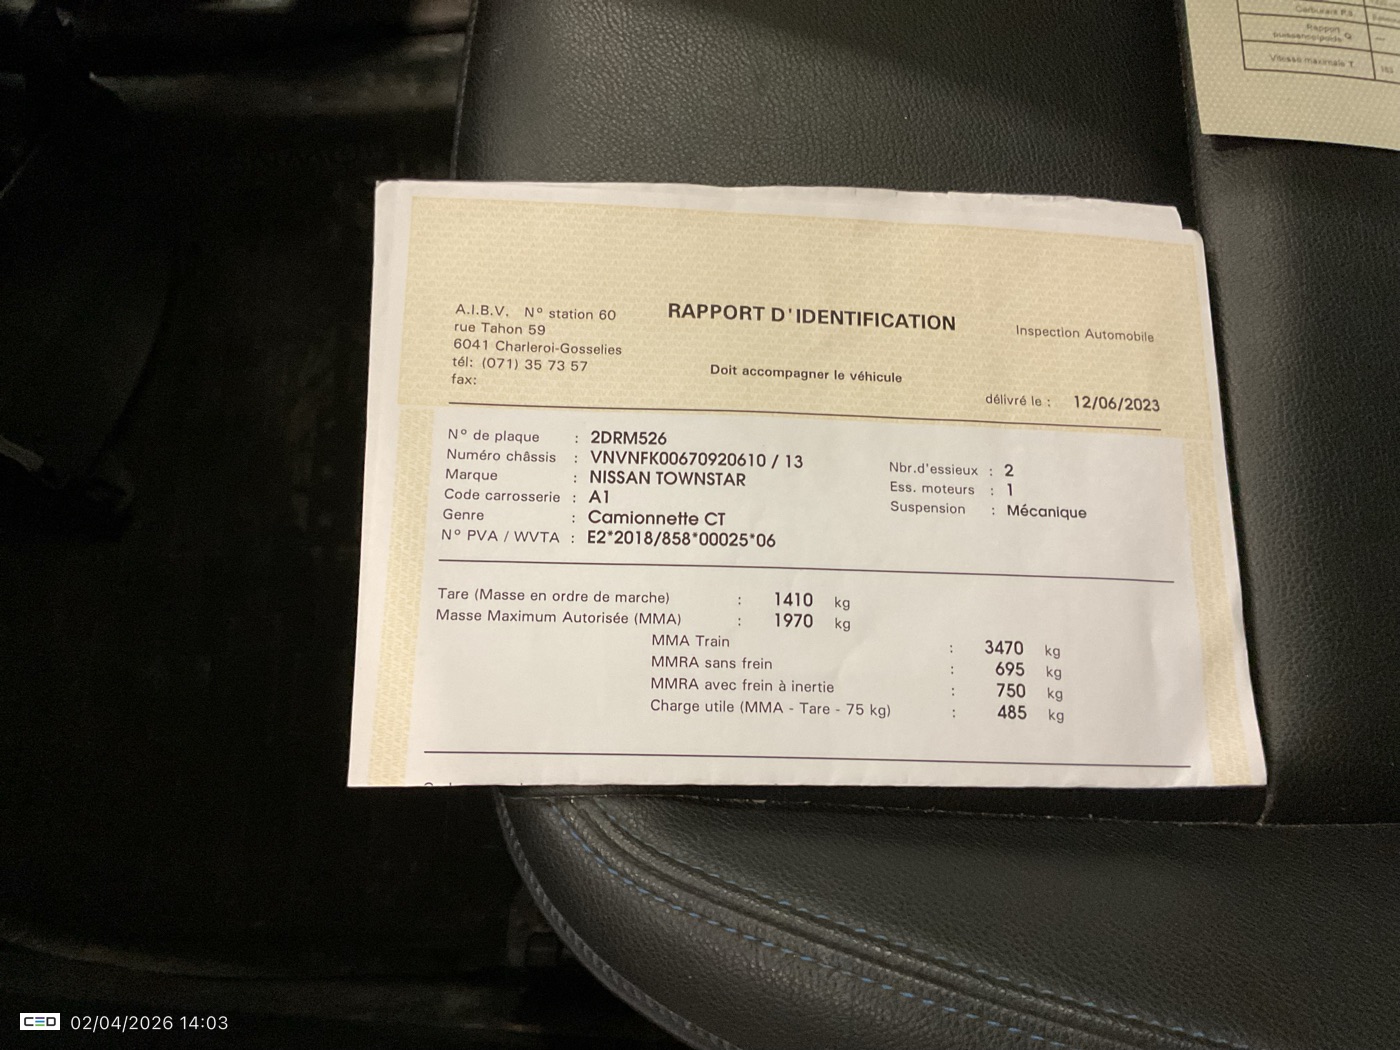 Carburant P.3
Rapport Q
Vitesse maximale T
A.I.B.V. N° station 60
rue Tahon 59
6041 Charleroi-Gosselies
tél: (071) 35 73 57
fax:
RAPPORT D'IDENTIFICATION
Doit accompagner le véhicule
Inspection Automobile
délivré le : 12/06/2023
N° de plaque : 2DRM526
Numéro châssis : VNVNFK00670920610 / 13
Marque : NISSAN TOWNSTAR
Code carrosserie : A1
Genre : Camionnette CT
N° PVA / WVTA : E2*2018/858*00025*06
Nbr.d'essieux : 2
Ess. moteurs : 1
Suspension : Mécanique
Tare (Masse en ordre de marche) : 1410 kg
Masse Maximum Autorisée (MMA) : 1970 kg
MMA Train : 3470 kg
MMRA sans frein : 695 kg
MMRA avec frein à inertie : 750 kg
Charge utile (MMA - Tare - 75 kg) : 485 kg
CED 02/04/2026 14:03